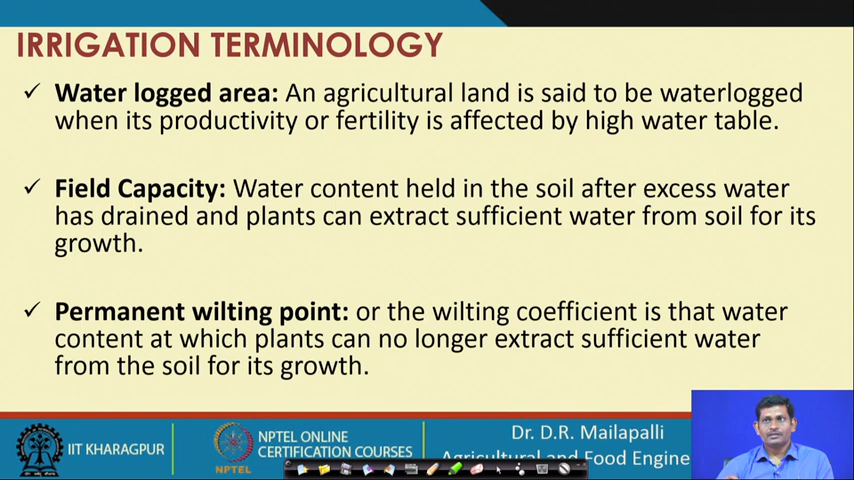 IRRIGATION TERMINOLOGY
✓ Water logged area: An agricultural land is said to be waterlogged
when its productivity or fertility is affected by high water table.
✓ Field Capacity: Water content held in the soil after excess water
has drained and plants can extract sufficient water from soil for its
growth.
✓ Permanent wilting point: or the wilting coefficient is that water
content at which plants can no longer extract sufficient water
from the soil for its growth.
IIT KHARAGPUR
NPTEL
NPTEL ONLINE
CERTIFICATION COURSES
Dr. D.R. Mailapalli
Agricultural and Food Engine